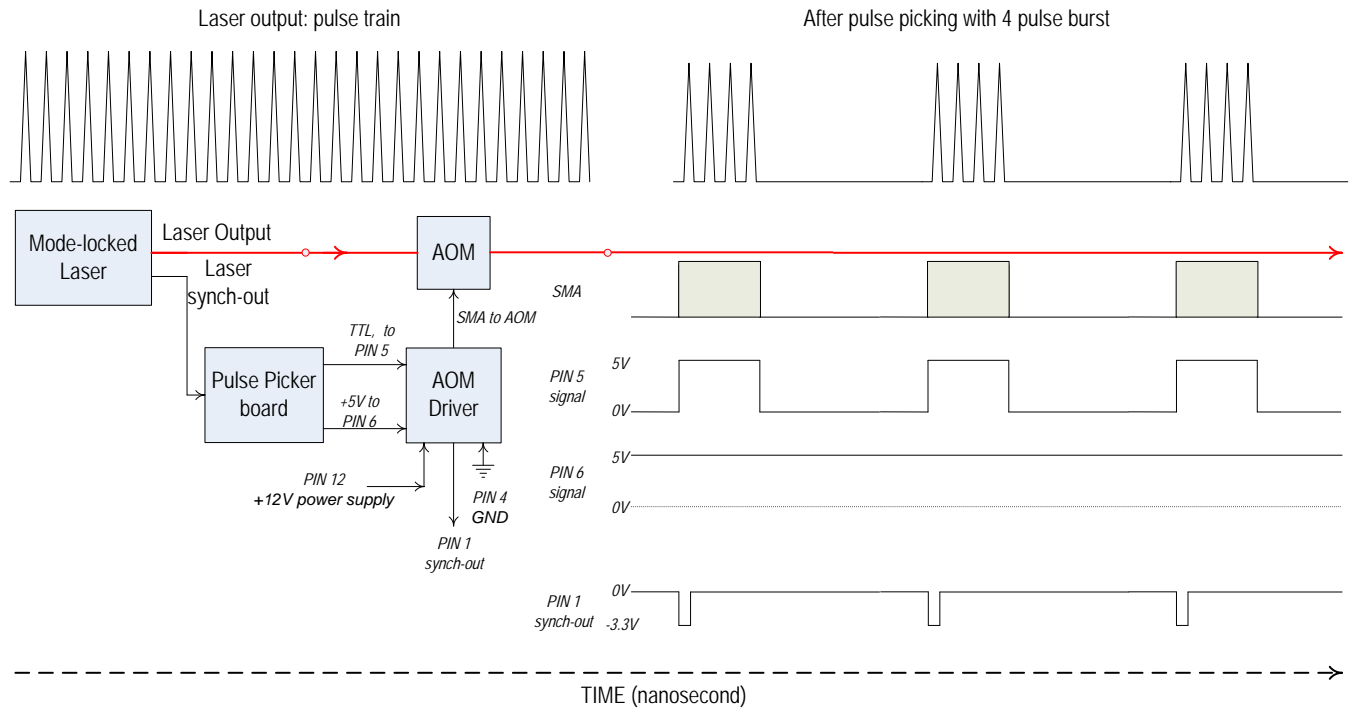 Laser output: pulse train
After pulse picking with 4 pulse burst
Mode-locked
Laser
Laser Output
Laser
synch-out
AOM
SMA to AOM
TTL, to
PIN 5
Pulse Picker
board
+5V to
PIN 6
AOM
Driver
PIN 12
+12V power supply
PIN 4
GND
PIN 1
synch-out
SMA
5V
PIN 5
signal
0V
5V
PIN 6
signal
0V
0V
PIN 1
synch-out
-3.3V
TIME (nanosecond)